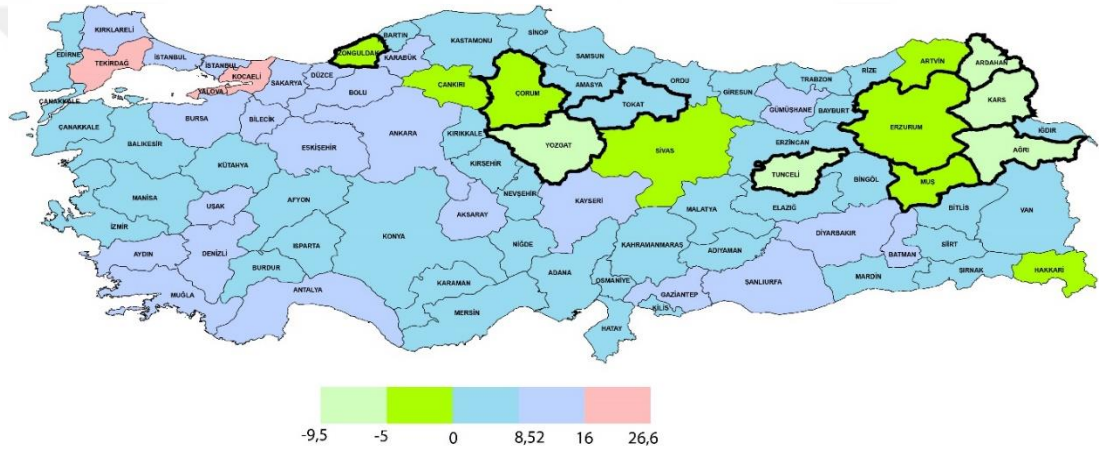 KIRKLARELİ
EDİRNE
TEKİRDAĞ
İSTANBUL
İSTANBUL
KOCAELİ
YALOVA
SAKARYA
DÜZCE
ZONGULDAK
BARTIN
KARABÜK
KASTAMONU
SİNOP
SAMSUN
ÇANKIRI
ÇORUM
AMASYA
TOKAT
ORDU
GİRESUN
TRABZON
RİZE
ARTVİN
ARDAHAN
KARS
GÜMÜŞHANE
BAYBURT
ERZURUM
IĞDIR
AĞRI
ÇANAKKALE
ÇANAKKALE
BALIKESİR
BURSA
BİLECİK
BOLU
ESKİŞEHİR
ANKARA
KIRIKKALE
KIRŞEHİR
YOZGAT
SİVAS
ERZİNCAN
TUNCELİ
BİNGÖL
MUŞ
BİTLİS
VAN
KÜTAHYA
MANİSA
UŞAK
AFYON
İZMİR
AYDIN
DENİZLİ
ISPARTA
BURDUR
MUĞLA
ANTALYA
KONYA
AKSARAY
NEVŞEHİR
NİĞDE
KAYSERİ
KARAMAN
MERSİN
ADANA
KAHRAMANMARAŞ
MALATYA
ELAZIĞ
ADIYAMAN
DİYARBAKIR
BATMAN
SİİRT
ŞIRNAK
HAKKARİ
MARDİN
ŞANLIURFA
GAZİANTEP
KİLİS
OSMANİYE
HATAY
-9,5 -5 0 8,52 16 26,6